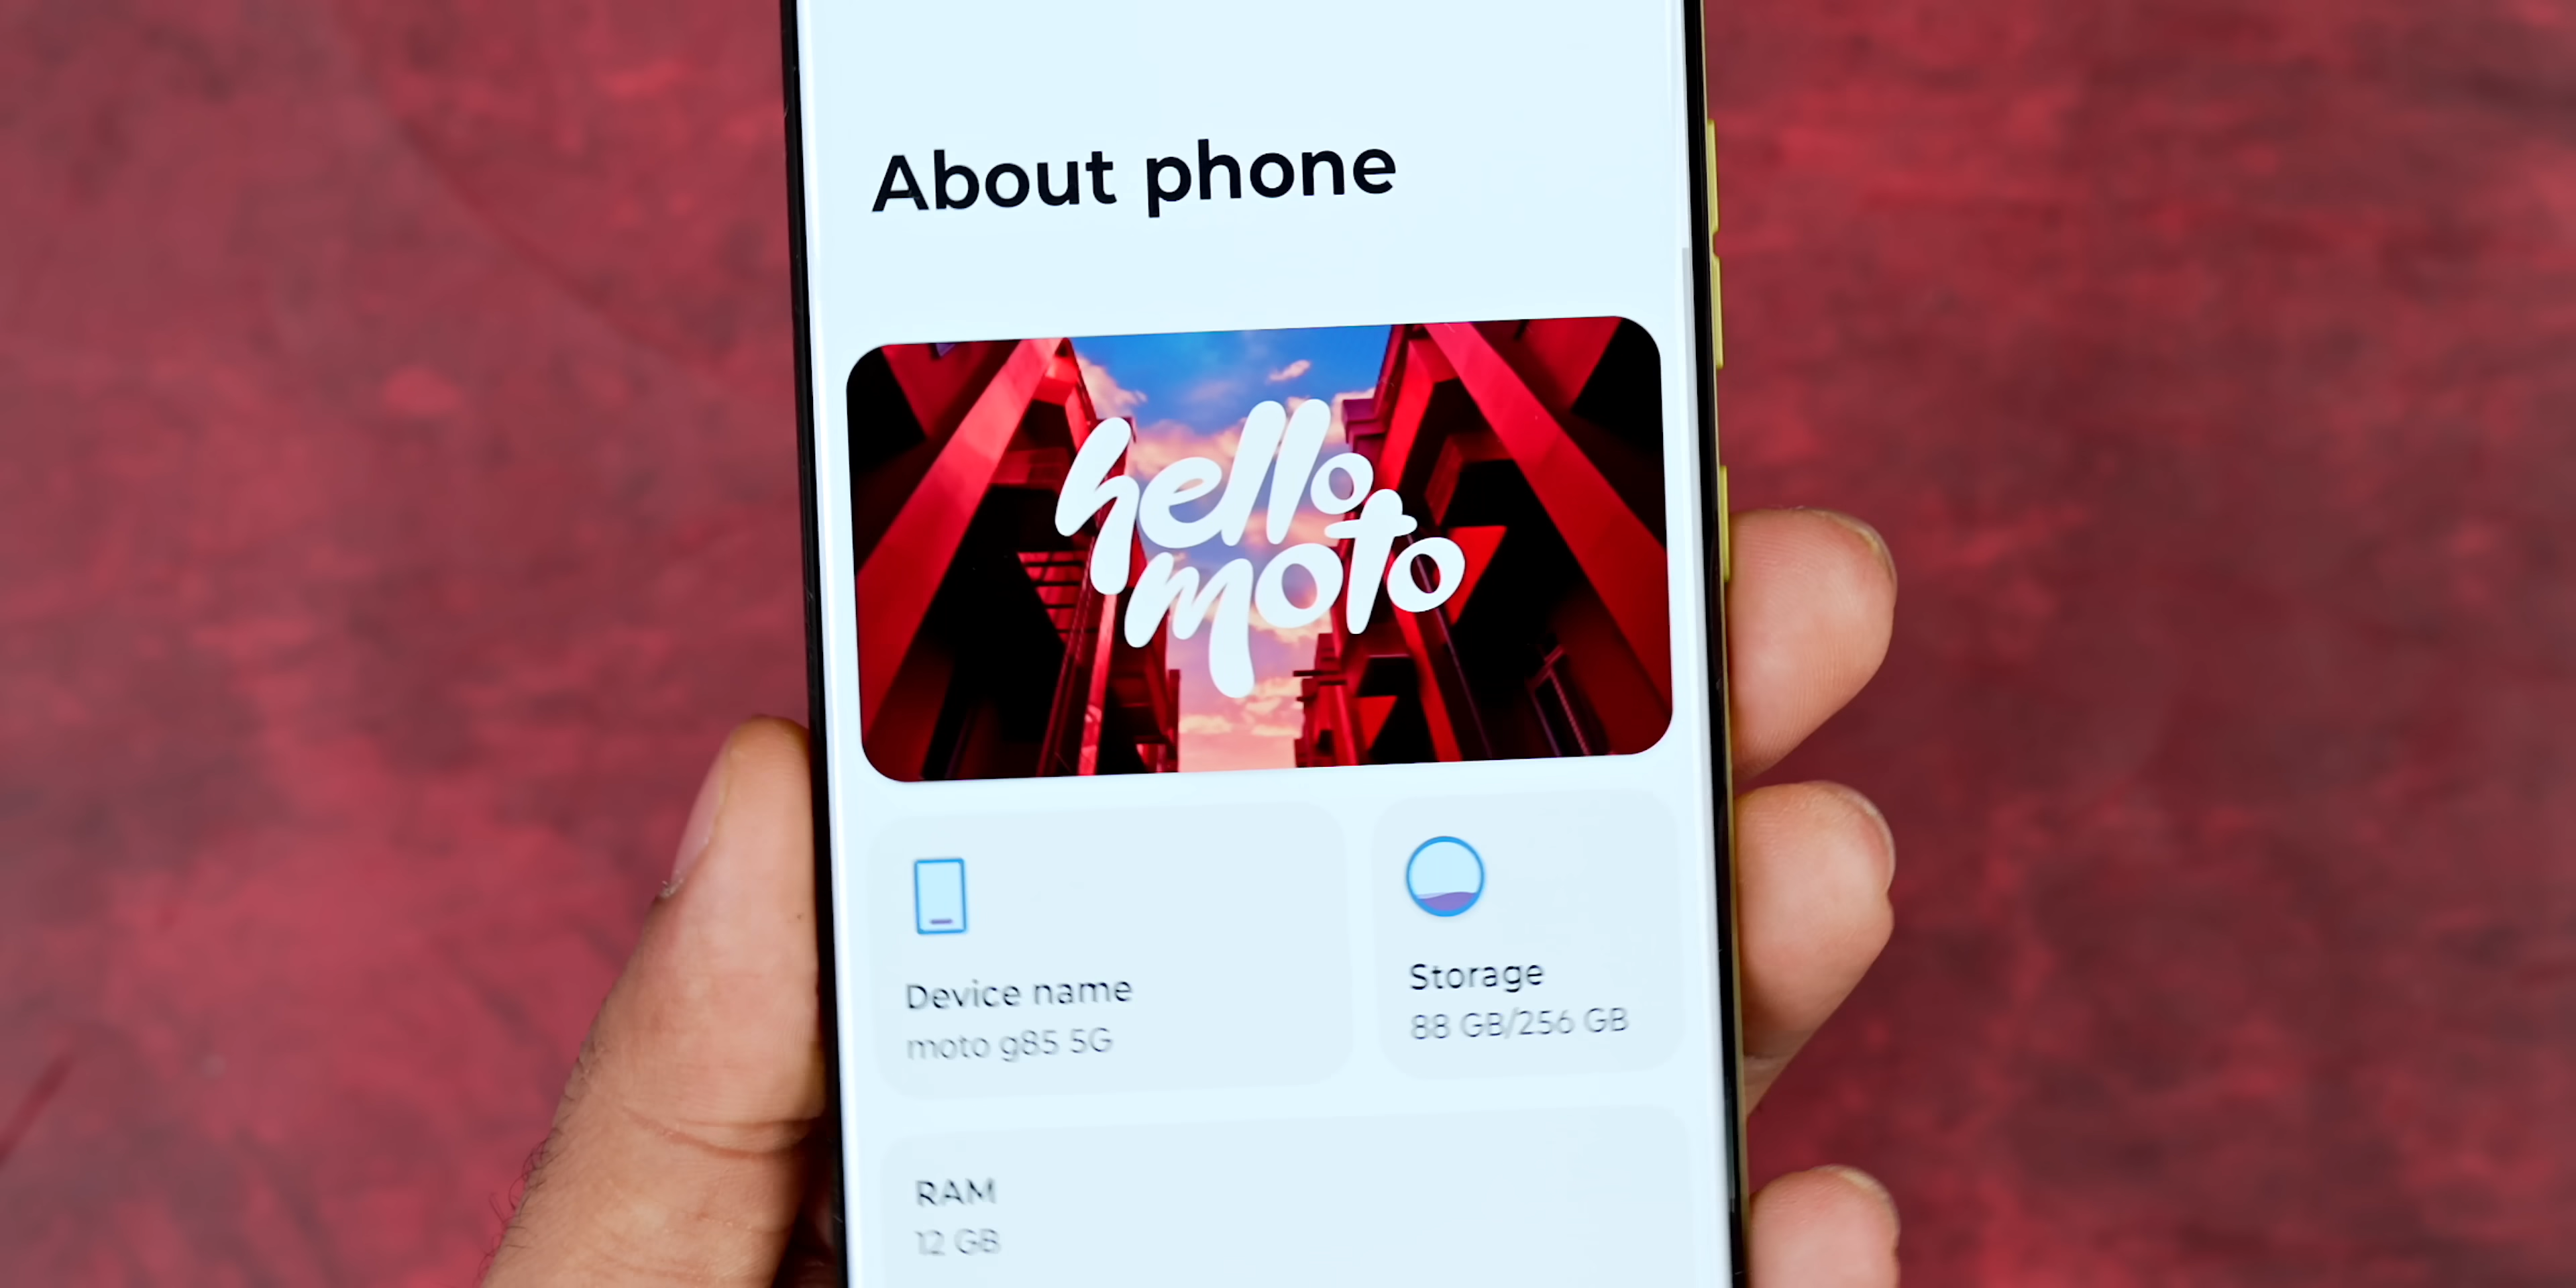 About phone
hello
moto
Device name
moto g85 5G
Storage
88 GB/256 GB
RAM
12 GB